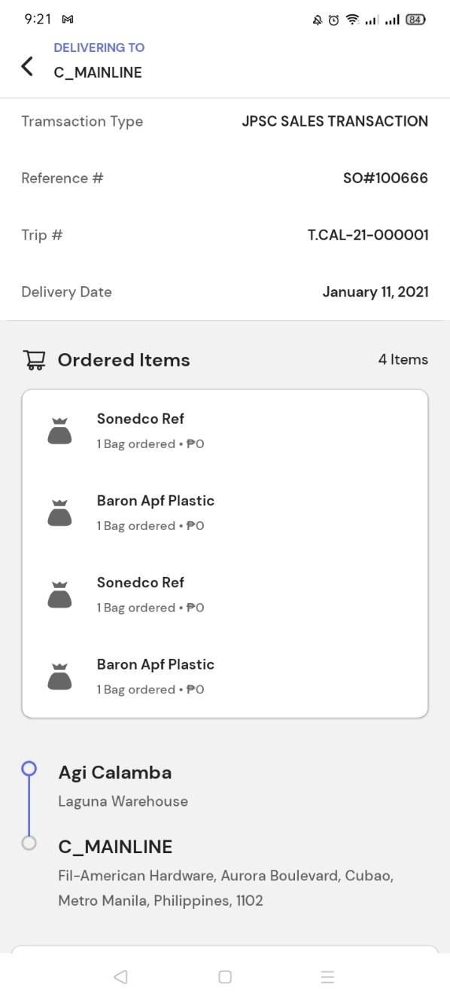 9:21
84
DELIVERING TO
C_MAINLINE
Tramsaction Type JPSC SALES TRANSACTION
Reference # SO#100666
Trip # T.CAL-21-000001
Delivery Date January 11, 2021
Ordered Items 4 Items
Sonedco Ref
1 Bag ordered • ₱0
Baron Apf Plastic
1 Bag ordered • ₱0
Sonedco Ref
1 Bag ordered • ₱0
Baron Apf Plastic
1 Bag ordered • ₱0
Agi Calamba
Laguna Warehouse
C_MAINLINE
Fil-American Hardware, Aurora Boulevard, Cubao,
Metro Manila, Philippines, 1102